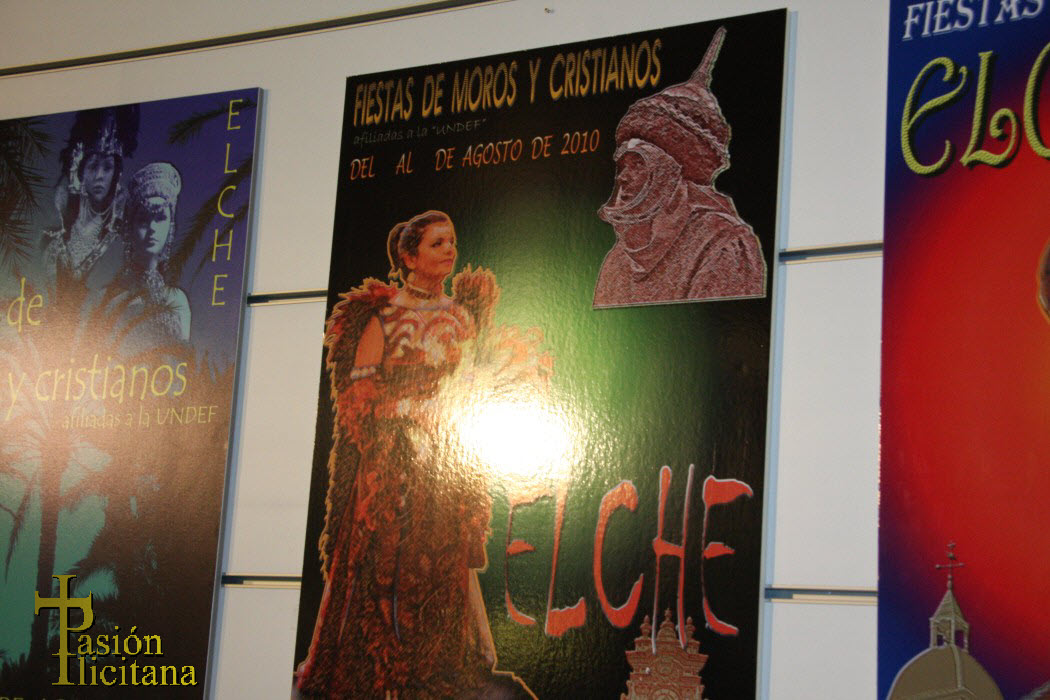 ELCHE
de
y cristianos
afiliadas a la UNDEF
FIESTAS DE MOROS Y CRISTIANOS
afiliadas a la "UNDEF"
DEL AL DE AGOSTO DE 2010
ELCHE
FIESTAS
ELC
Pasión
Ilicitana